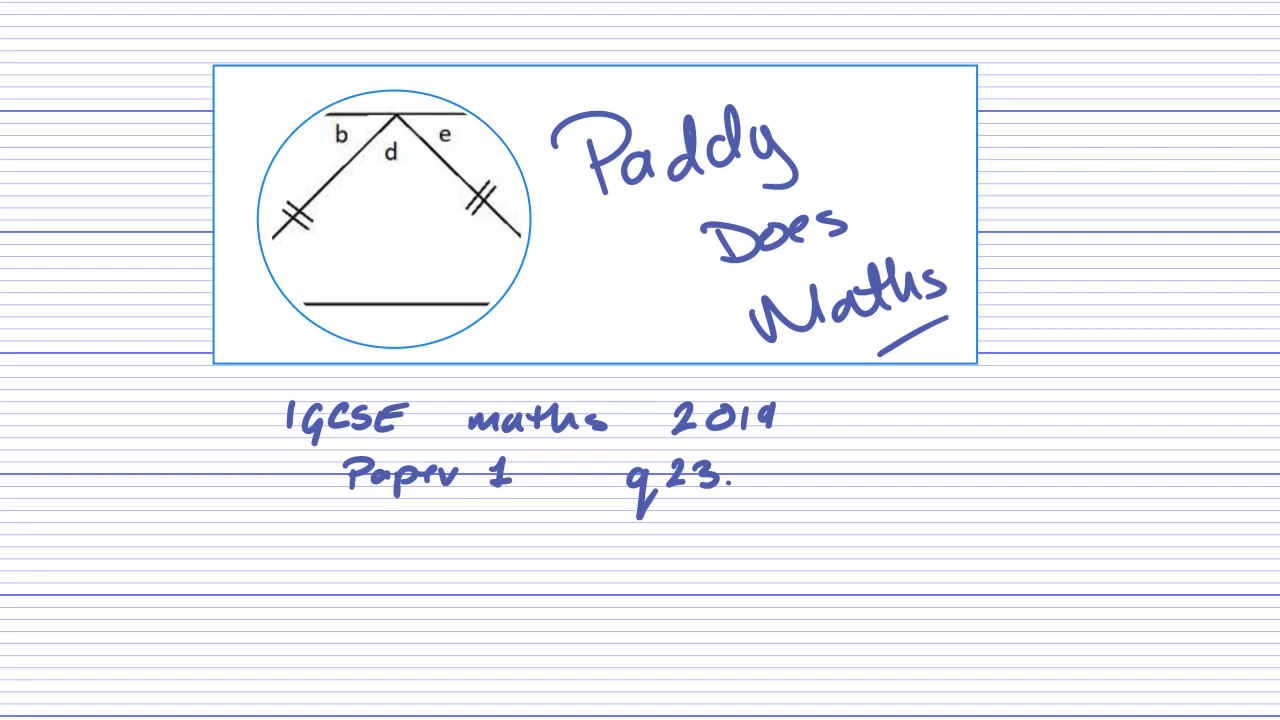 b e
d
Paddy
Does
Maths
IGCSE maths 2019
Paper 1 q23.